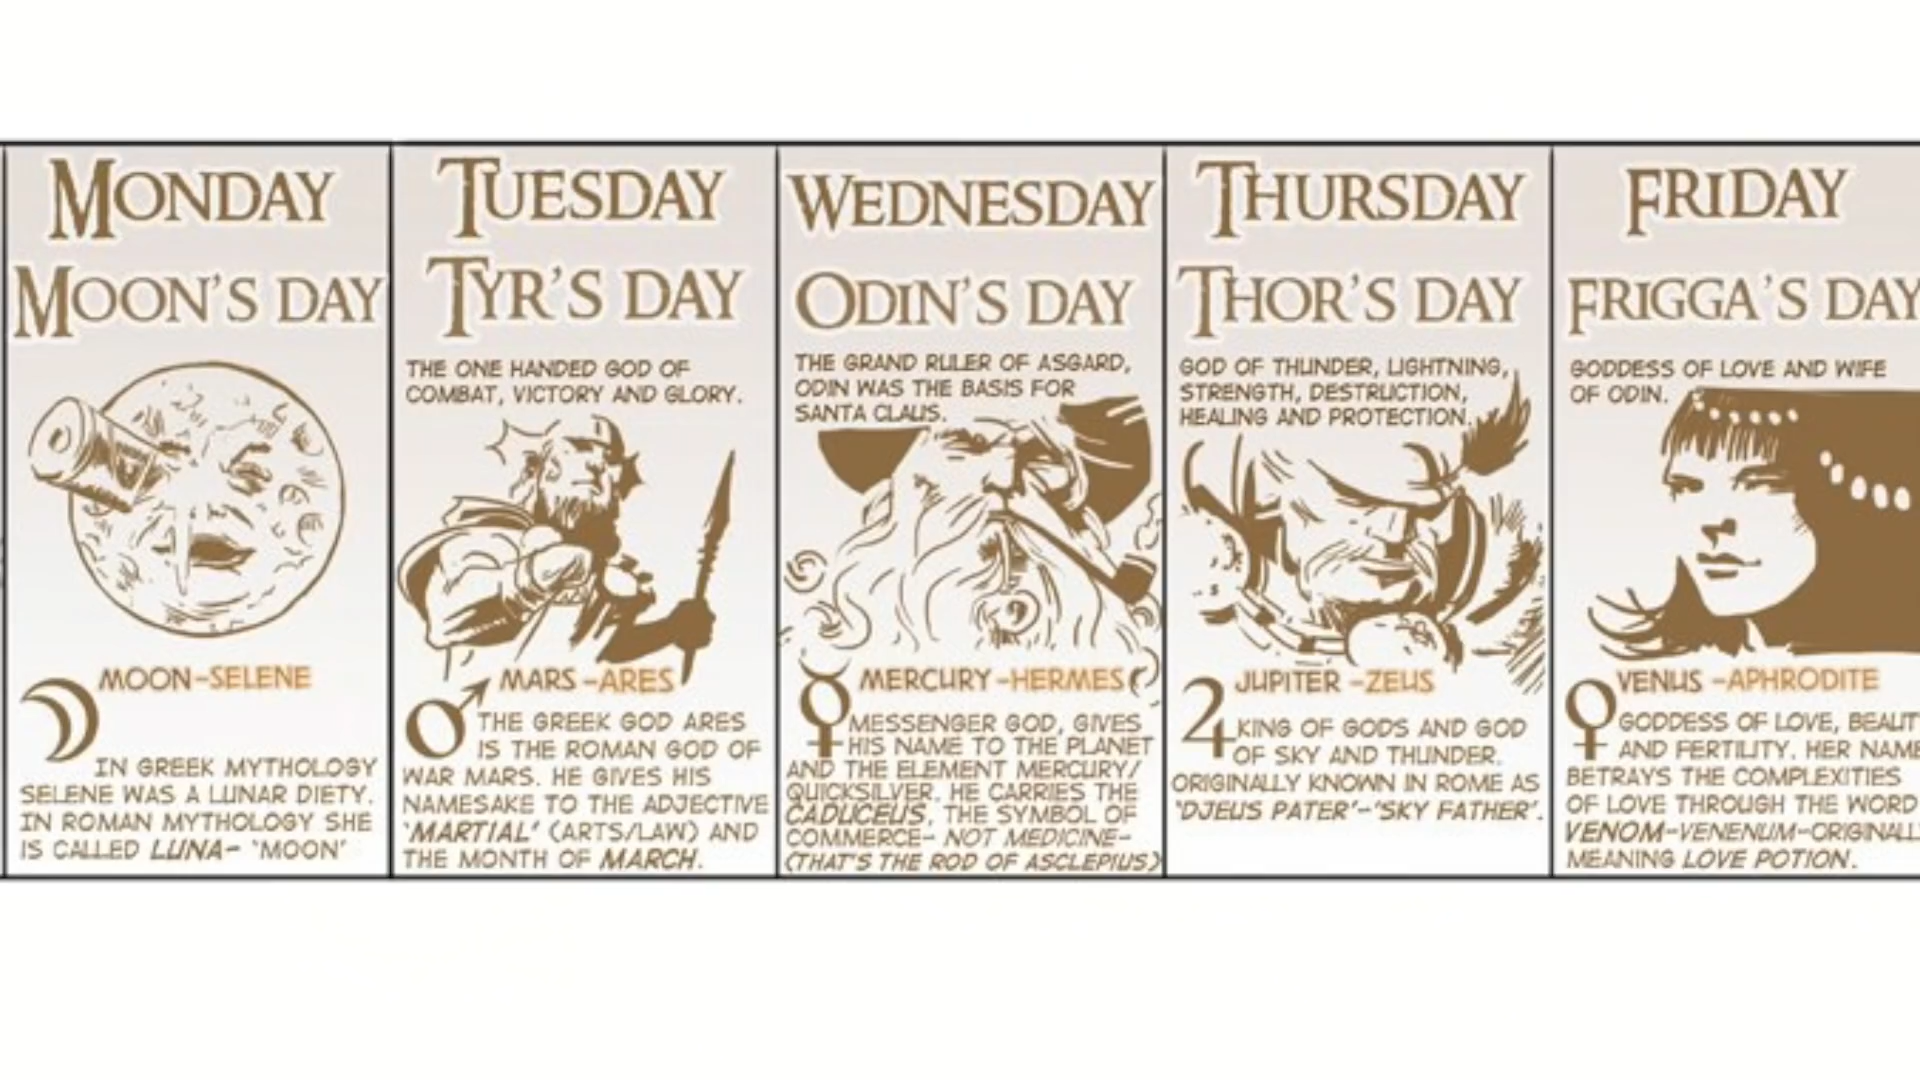 MONDAY
MOON'S DAY
MOON-SELENE
IN GREEK MYTHOLOGY
SELENE WAS A LUNAR DIETY.
IN ROMAN MYTHOLOGY SHE
IS CALLED LUNA- 'MOON'
TUESDAY
TYR'S DAY
THE ONE HANDED GOD OF
COMBAT, VICTORY AND GLORY.
MARS-ARES
THE GREEK GOD ARES
IS THE ROMAN GOD OF
WAR MARS. HE GIVES HIS
NAMESAKE TO THE ADJECTIVE
'MARTIAL' (ARTS/LAW) AND
THE MONTH OF MARCH.
WEDNESDAY
ODIN'S DAY
THE GRAND RULER OF ASGARD,
ODIN WAS THE BASIS FOR
SANTA CLAUS.
MERCURY-HERMES
MESSENGER GOD, GIVES
HIS NAME TO THE PLANET
AND THE ELEMENT MERCURY/
QUICKSILVER. HE CARRIES THE
CADUCEUS, THE SYMBOL OF
COMMERCE- NOT MEDICINE-
(THAT'S THE ROD OF ASCLEPIUS)
THURSDAY
THOR'S DAY
GOD OF THUNDER, LIGHTNING,
STRENGTH, DESTRUCTION,
HEALING AND PROTECTION.
JUPITER-ZEUS
KING OF GODS AND GOD
OF SKY AND THUNDER.
ORIGINALLY KNOWN IN ROME AS
'DJEUS PATER'-'SKY FATHER'.
FRIDAY
FRIGGA'S DAY
GODDESS OF LOVE AND WIFE
OF ODIN.
VENUS-APHRODITE
GODDESS OF LOVE, BEAUT
AND FERTILITY. HER NAME
BETRAYS THE COMPLEXITIES
OF LOVE THROUGH THE WORD
VENOM-VENENUM-ORIGINALL
MEANING LOVE POTION.